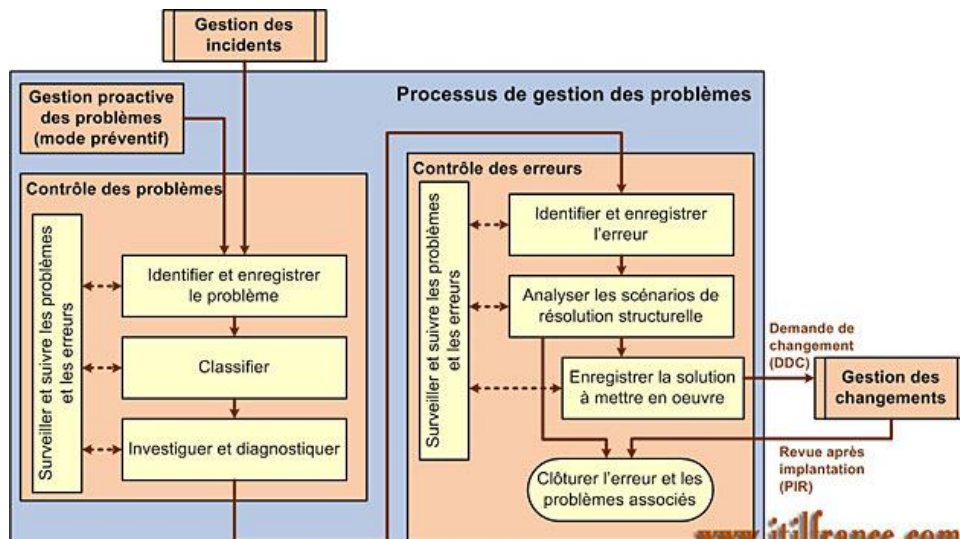 Gestion des
incidents
Gestion proactive
des problèmes
(mode préventif)
Processus de gestion des problèmes
Contrôle des problèmes
Surveiller et suivre les problèmes
et les erreurs
Identifier et enregistrer
le problème
Classifier
Investiguer et diagnostiquer
Contrôle des erreurs
Surveiller et suivre les problèmes
et les erreurs
Identifier et enregistrer
l'erreur
Analyser les scénarios de
résolution structurelle
Enregistrer la solution
à mettre en oeuvre
Clôturer l'erreur et les
problèmes associés
Demande de
changement
(DDC)
Gestion des
changements
Revue après
implantation
(PIR)
www.itilfrance.com